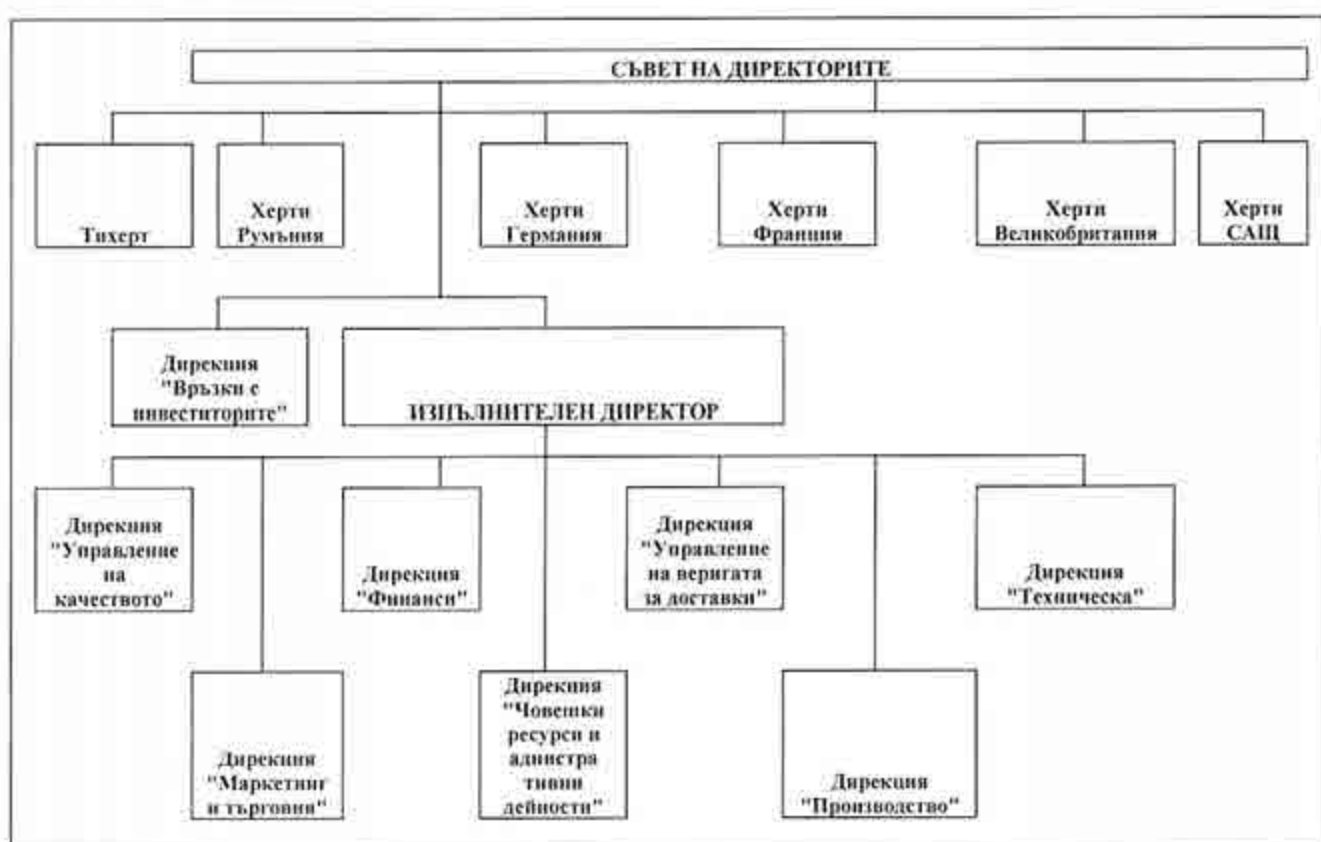 СЪВЕТ НА ДИРЕКТОРИТЕ
Тихерт
Херти
Румъния
Херти
Германия
Херти
Франция
Херти
Великобритания
Херти
САЩ
Дирекция
"Връзки с
инвеститорите"
ИЗПЪЛНИТЕЛЕН ДИРЕКТОР
Дирекция
"Управление
на
качеството"
Дирекция
"Финанси"
Дирекция
"Управление
на веригата
за доставки"
Дирекция
"Техническа"
Дирекция
"Маркетинг
и търговия"
Дирекция
"Човешки
ресурси и
адистра
тивни
дейности"
Дирекция
"Производство"